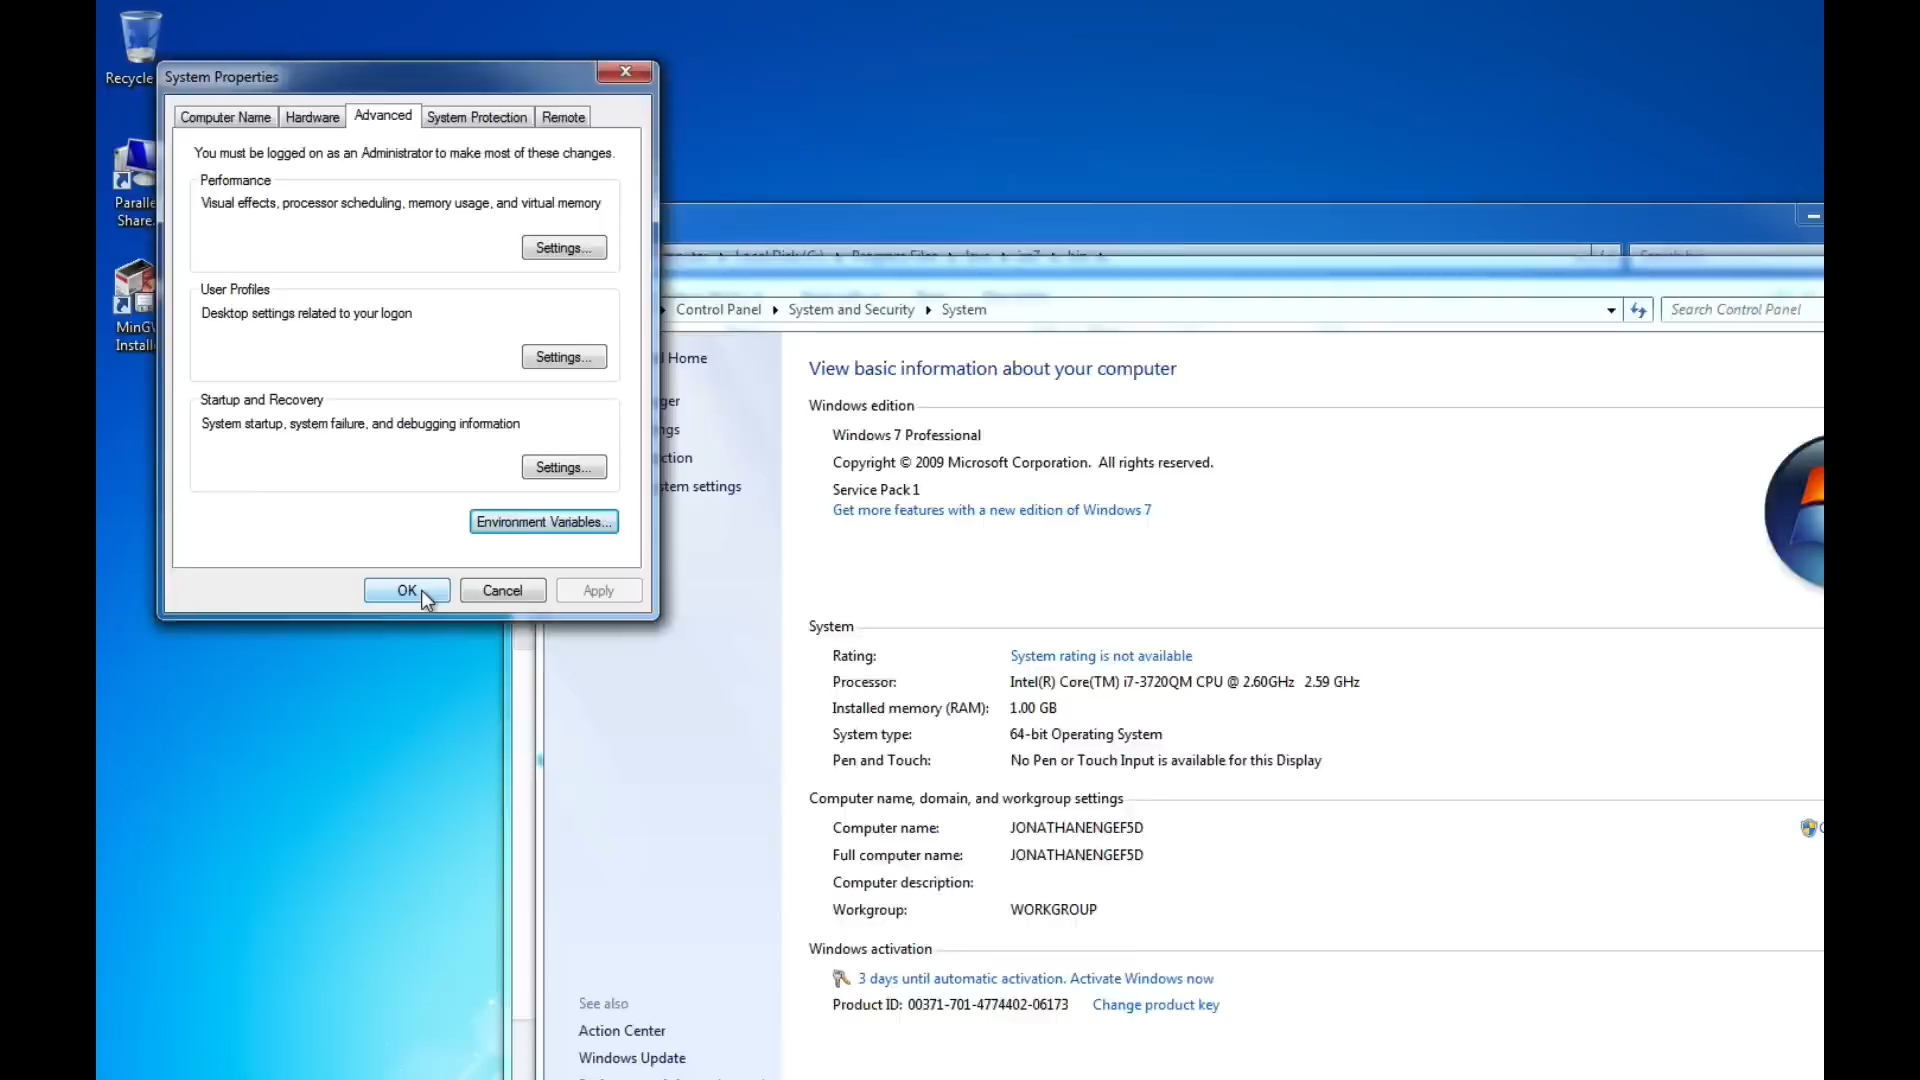 Recycle
Paralle
Share.
MinGW
Install
System Properties
Computer Name
Hardware
Advanced
System Protection
Remote
You must be logged on as an Administrator to make most of these changes.
Performance
Visual effects, processor scheduling, memory usage, and virtual memory
Settings...
User Profiles
Desktop settings related to your logon
Settings...
Startup and Recovery
System startup, system failure, and debugging information
Settings...
Environment Variables...
OK
Cancel
Apply
Control Panel
System and Security
System
Search Control Panel
l Home
ger
ngs
ction
stem settings
See also
Action Center
Windows Update
View basic information about your computer
Windows edition
Windows 7 Professional
Copyright © 2009 Microsoft Corporation. All rights reserved.
Service Pack 1
Get more features with a new edition of Windows 7
System
Rating: System rating is not available
Processor: Intel(R) Core(TM) i7-3720QM CPU @ 2.60GHz 2.59 GHz
Installed memory (RAM): 1.00 GB
System type: 64-bit Operating System
Pen and Touch: No Pen or Touch Input is available for this Display
Computer name, domain, and workgroup settings
Computer name: JONATHANENGEF5D
Full computer name: JONATHANENGEF5D
Computer description:
Workgroup: WORKGROUP
Windows activation
3 days until automatic activation. Activate Windows now
Product ID: 00371-701-4774402-06173 Change product key